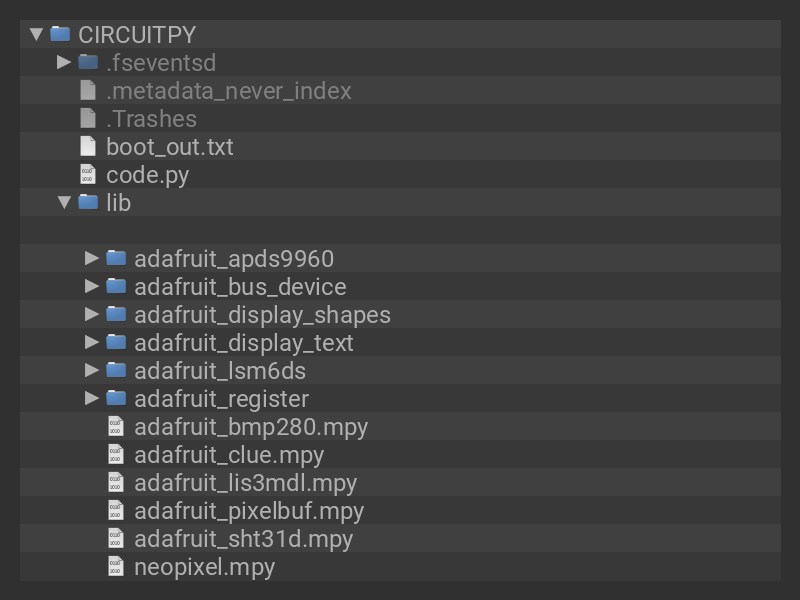 CIRCUITPY
.fseventsd
.metadata_never_index
.Trashes
boot_out.txt
code.py
lib
adafruit_apds9960
adafruit_bus_device
adafruit_display_shapes
adafruit_display_text
adafruit_lsm6ds
adafruit_register
adafruit_bmp280.mpy
adafruit_clue.mpy
adafruit_lis3mdl.mpy
adafruit_pixelbuf.mpy
adafruit_sht31d.mpy
neopixel.mpy